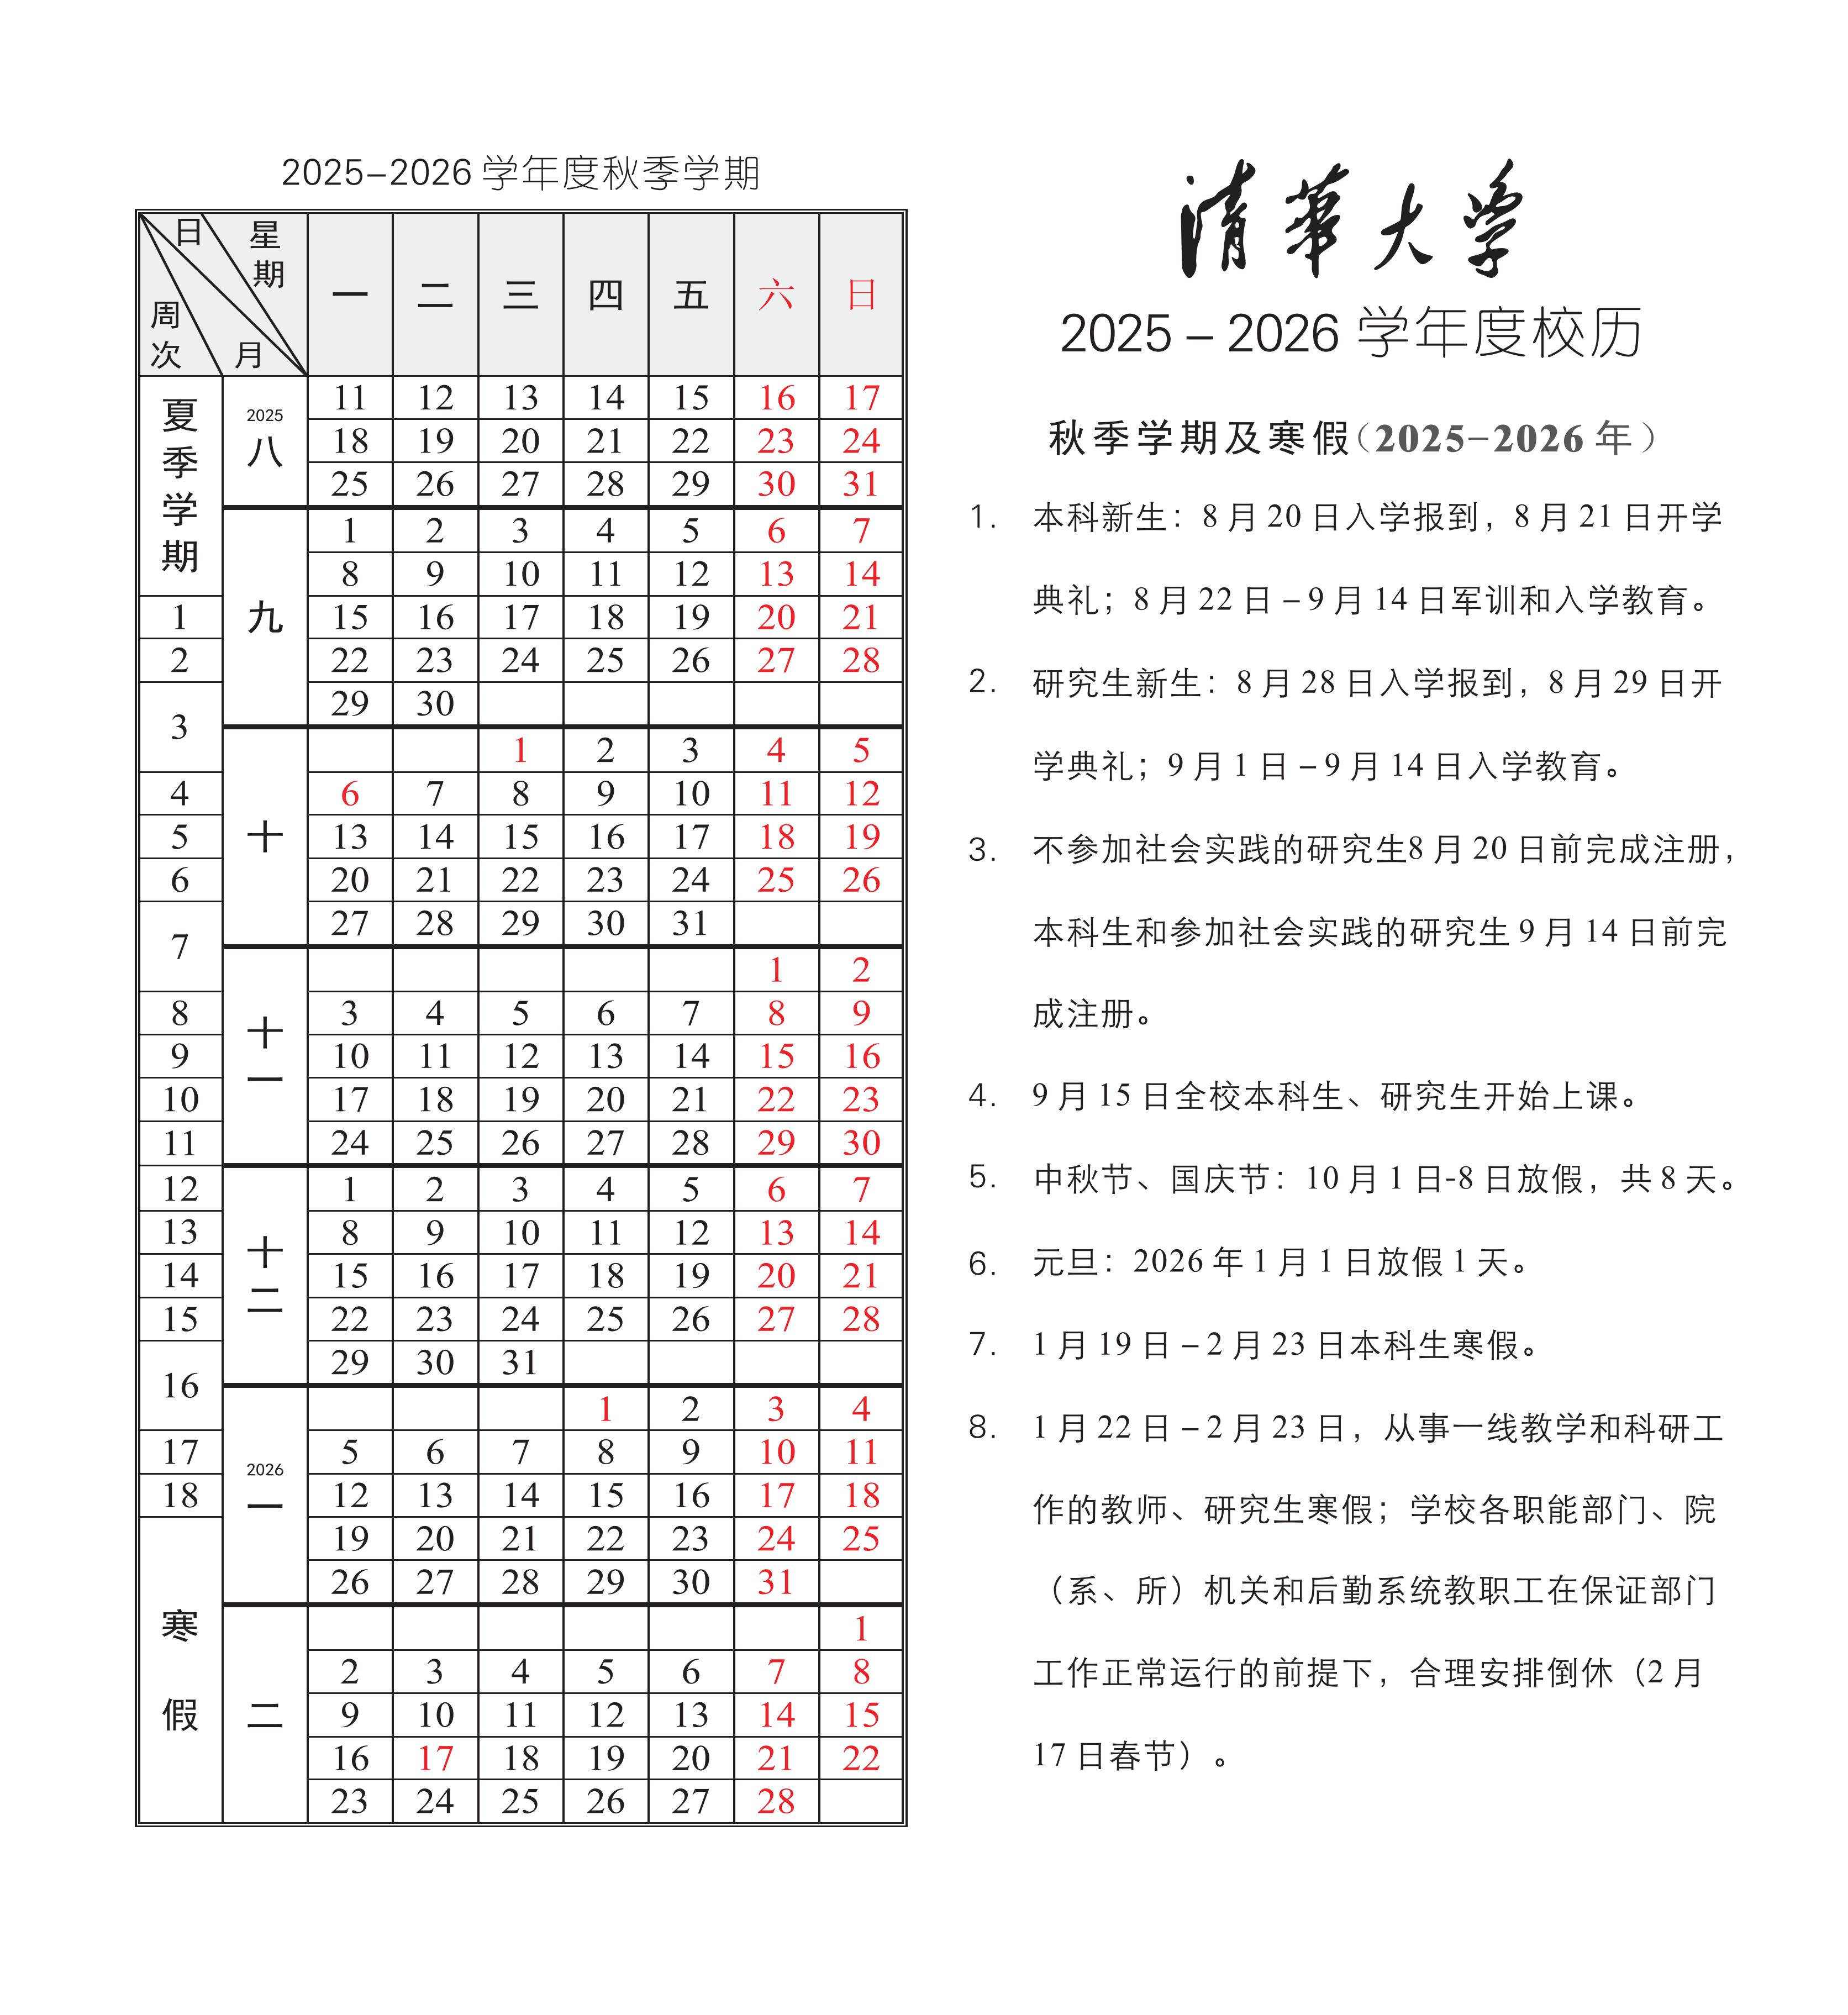 2025–2026 学年度秋季学期
日 星期 周次 月 一 二 三 四 五 六 日
夏季学期 2025 八 11 12 13 14 15 16 17
18 19 20 21 22 23 24
25 26 27 28 29 30 31
九 1 2 3 4 5 6 7
8 9 10 11 12 13 14
1 15 16 17 18 19 20 21
2 22 23 24 25 26 27 28
3 29 30
十 1 2 3 4 5
4 6 7 8 9 10 11 12
5 13 14 15 16 17 18 19
6 20 21 22 23 24 25 26
7 27 28 29 30 31
十一 1 2
8 3 4 5 6 7 8 9
9 10 11 12 13 14 15 16
10 17 18 19 20 21 22 23
11 24 25 26 27 28 29 30
12 十二 1 2 3 4 5 6 7
13 8 9 10 11 12 13 14
14 15 16 17 18 19 20 21
15 22 23 24 25 26 27 28
16 29 30 31
2026 一 1 2 3 4
17 5 6 7 8 9 10 11
18 12 13 14 15 16 17 18
寒假 19 20 21 22 23 24 25
26 27 28 29 30 31
二 1
2 3 4 5 6 7 8
9 10 11 12 13 14 15
16 17 18 19 20 21 22
23 24 25 26 27 28
清華大学
2025 – 2026 学年度校历
秋季学期及寒假（2025–2026 年）
1. 本科新生：8 月 20 日入学报到，8 月 21 日开学
典礼；8 月 22 日 – 9 月 14 日军训和入学教育。
2. 研究生新生：8 月 28 日入学报到，8 月 29 日开
学典礼；9 月 1 日 – 9 月 14 日入学教育。
3. 不参加社会实践的研究生8 月 20 日前完成注册，
本科生和参加社会实践的研究生 9 月 14 日前完
成注册。
4. 9 月 15 日全校本科生、研究生开始上课。
5. 中秋节、国庆节：10 月 1 日-8 日放假，共 8 天。
6. 元旦：2026 年 1 月 1 日放假 1 天。
7. 1 月 19 日 – 2 月 23 日本科生寒假。
8. 1 月 22 日 – 2 月 23 日，从事一线教学和科研工
作的教师、研究生寒假；学校各职能部门、院
（系、所）机关和后勤系统教职工在保证部门
工作正常运行的前提下，合理安排倒休（2 月
17 日春节）。